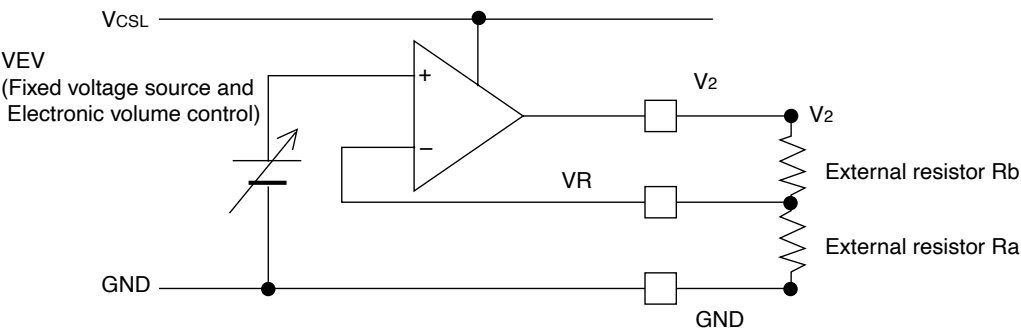 VCSL
VEV
(Fixed voltage source and
Electronic volume control)
+
−
V2
V2
VR
External resistor Rb
External resistor Ra
GND
GND